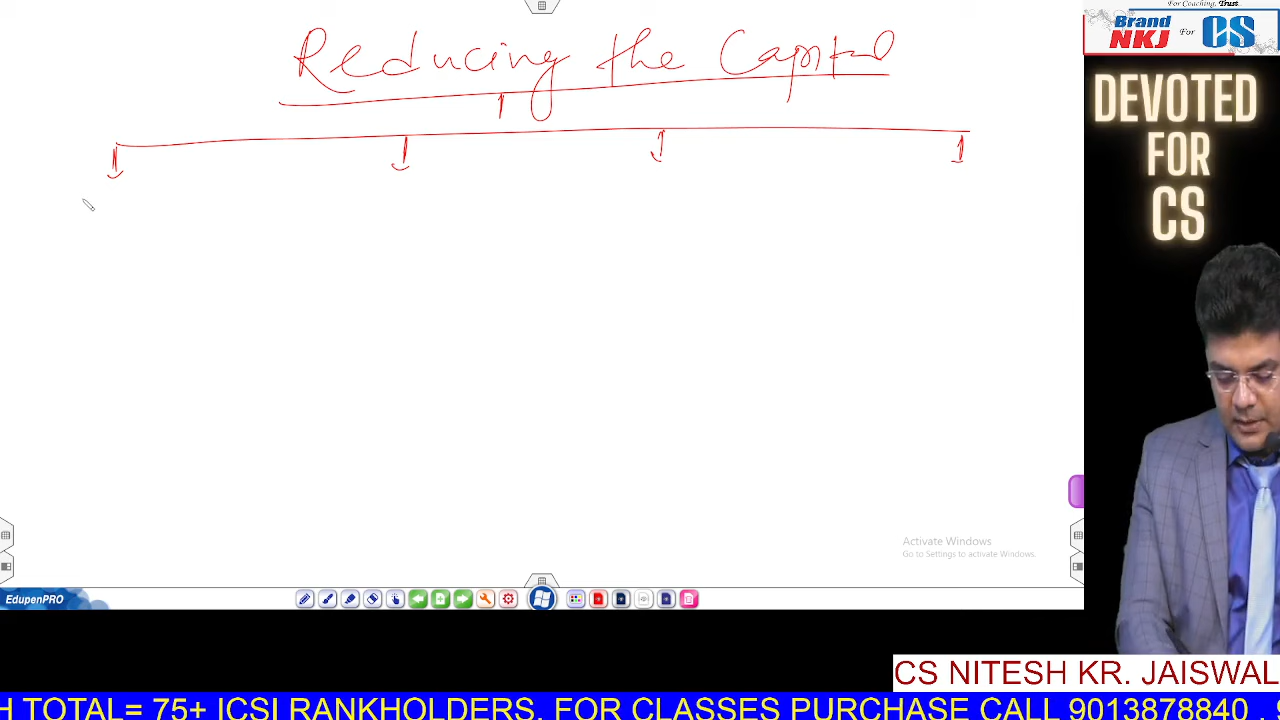 Reducing the Capital
For Coaching, Trust
Brand
NKJ For CS
DEVOTED
FOR
CS
Activate Windows
Go to Settings to activate Windows.
EdupenPRO
CS NITESH KR. JAISWAL
H TOTAL= 75+ ICSI RANKHOLDERS. FOR CLASSES PURCHASE CALL 9013878840